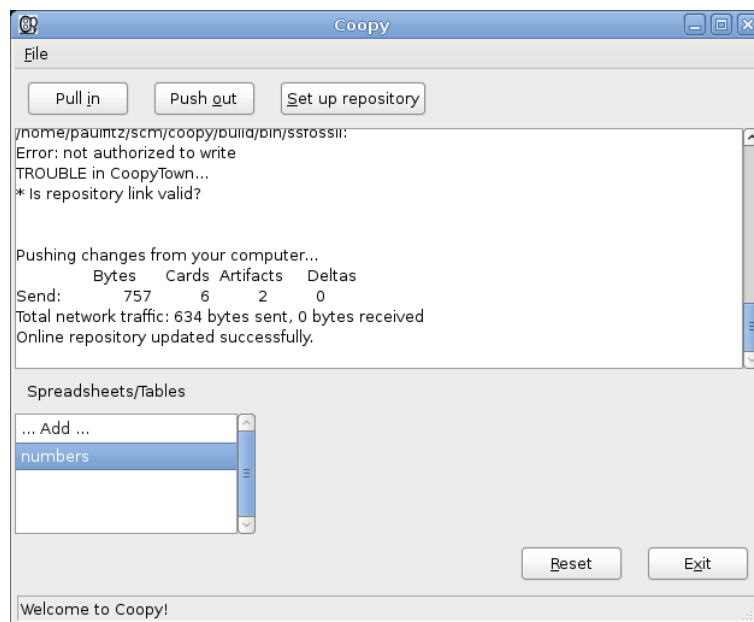 Coopy
File
Pull in Push out Set up repository
/home/paulfitz/scm/coopy/build/bin/ssfossil:
Error: not authorized to write
TROUBLE in CoopyTown...
* Is repository link valid?
Pushing changes from your computer...
Bytes Cards Artifacts Deltas
Send: 757 6 2 0
Total network traffic: 634 bytes sent, 0 bytes received
Online repository updated successfully.
Spreadsheets/Tables
... Add ...
numbers
Reset Exit
Welcome to Coopy!